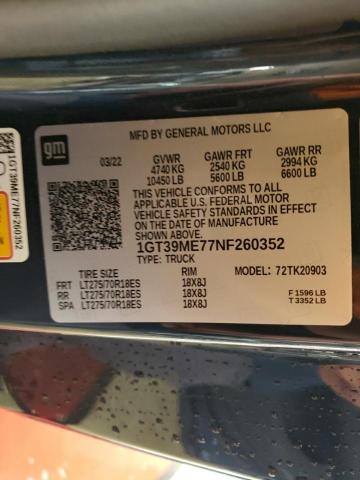 gm
MFD BY GENERAL MOTORS LLC
03/22 GVWR GAWR FRT GAWR RR
4740 KG 2540 KG 2994 KG
10450 LB 5600 LB 6600 LB
THIS VEHICLE CONFORMS TO ALL
APPLICABLE U.S. FEDERAL MOTOR
VEHICLE SAFETY STANDARDS IN EFFECT
ON THE DATE OF MANUFACTURE
SHOWN ABOVE.
1GT39ME77NF260352
TYPE: TRUCK
TIRE SIZE RIM MODEL: 72TK20903
FRT LT275/70R18ES 18X8J
RR LT275/70R18ES 18X8J
SPA LT275/70R18ES 18X8J
F 1596 LB
T 3352 LB
1GT39ME77NF260352